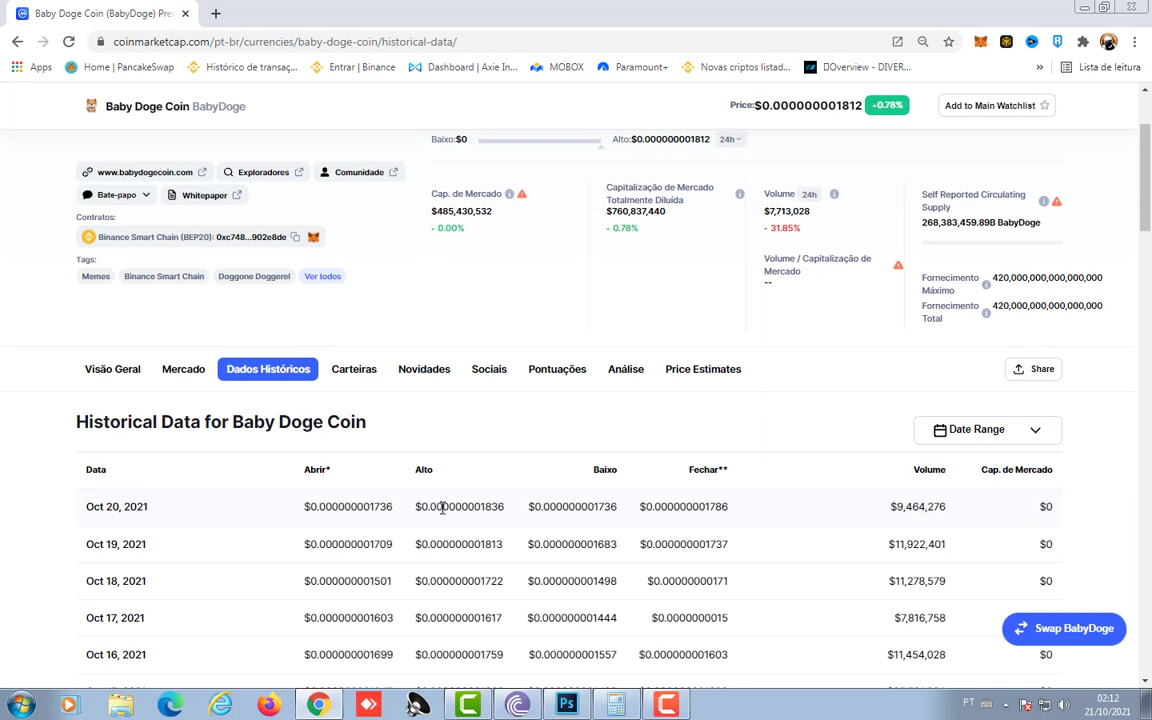 Baby Doge Coin (BabyDoge) Pre
coinmarketcap.com/pt-br/currencies/baby-doge-coin/historical-data/
Apps Home | PancakeSwap Histórico de transaç... Entrar | Binance Dashboard | Axie In... MOBOX Paramount+ Novas criptos listad... Overview - DIVER... » Lista de leitura
Baby Doge Coin BabyDoge Price:$0.000000001812 -0.78% Add to Main Watchlist
Baixo:$0 Alto:$0.000000001812 24h
www.babydogecoin.com Exploradores Comunidade
Bate-papo Whitepaper
Contratos:
Binance Smart Chain (BEP20): 0xc748...902e8de
Tags:
Memes Binance Smart Chain Doggone Doggerel Ver todos
Cap. de Mercado
$485,430,532
- 0.00%
Capitalização de Mercado
Totalmente Diluída
$760,837,440
- 0.78%
Volume 24h
$7,713,028
- 31.85%
Volume / Capitalização de
Mercado
--
Self Reported Circulating
Supply
268,383,459.89B BabyDoge
Fornecimento
Máximo
420,000,000,000,000,000
Fornecimento
Total
420,000,000,000,000,000
Visão Geral Mercado Dados Históricos Carteiras Novidades Sociais Pontuações Análise Price Estimates Share
Historical Data for Baby Doge Coin
Date Range
Data Abrir* Alto Baixo Fechar** Volume Cap. de Mercado
Oct 20, 2021 $0.000000001736 $0.000000001836 $0.000000001736 $0.000000001786 $9,464,276 $0
Oct 19, 2021 $0.000000001709 $0.000000001813 $0.000000001683 $0.000000001737 $11,922,401 $0
Oct 18, 2021 $0.000000001501 $0.000000001722 $0.000000001498 $0.00000000171 $11,278,579 $0
Oct 17, 2021 $0.000000001603 $0.000000001617 $0.000000001444 $0.0000000015 $7,816,758
Swap BabyDoge
Oct 16, 2021 $0.000000001699 $0.000000001759 $0.000000001557 $0.000000001603 $11,454,028 $0
Ps
PT
02:12
21/10/2021